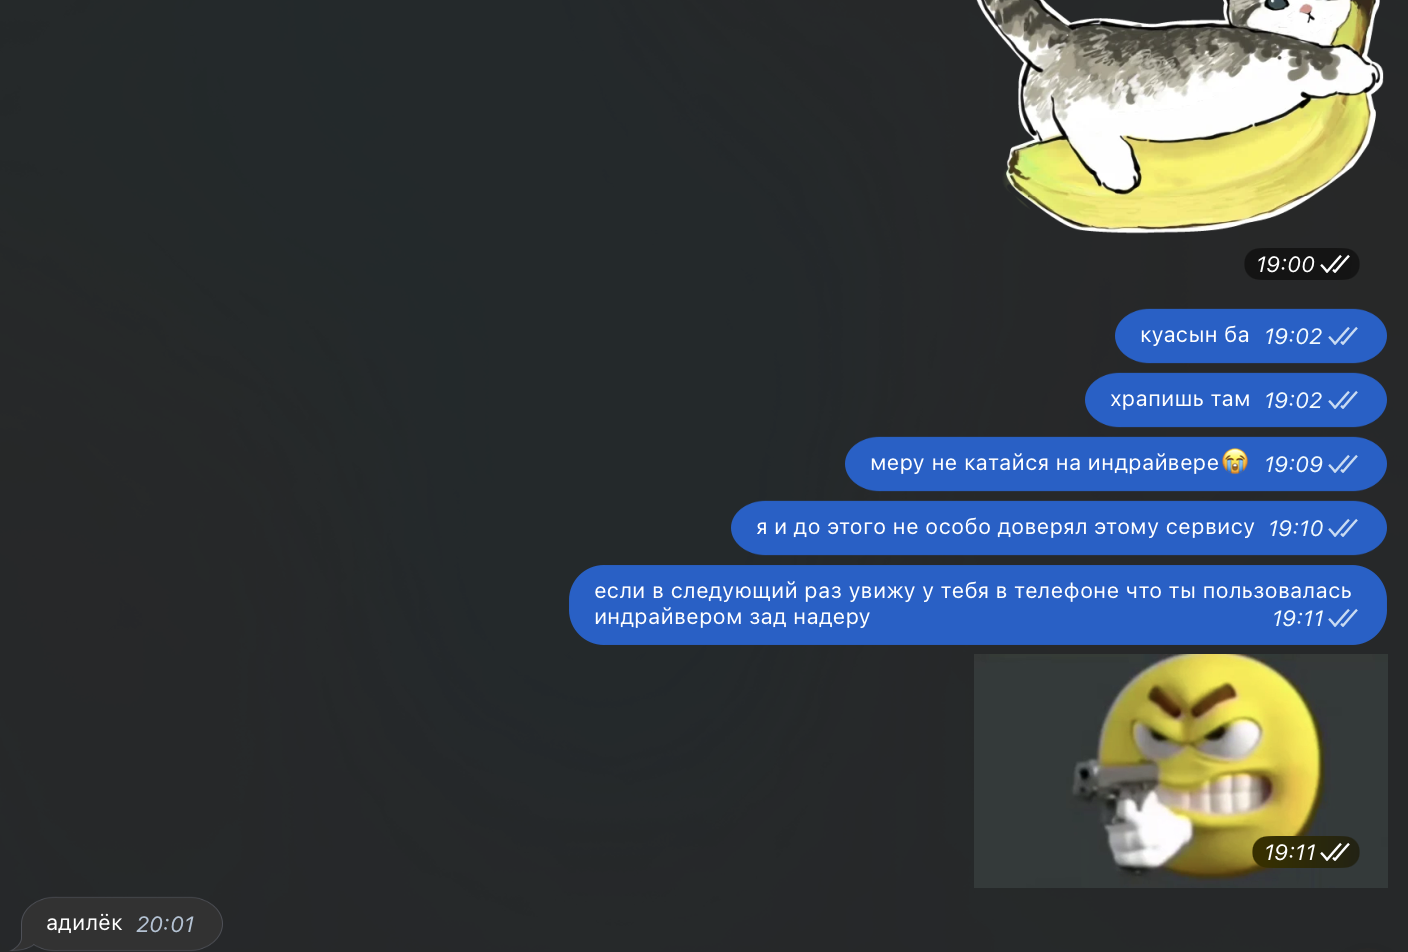 19:00
куасын ба 19:02
храпишь там 19:02
меру не катайся на индрайвере😭 19:09
я и до этого не особо доверял этому сервису 19:10
если в следующий раз увижу у тебя в телефоне что ты пользовалась
индрайвером зад надеру 19:11
19:11
адилёк 20:01